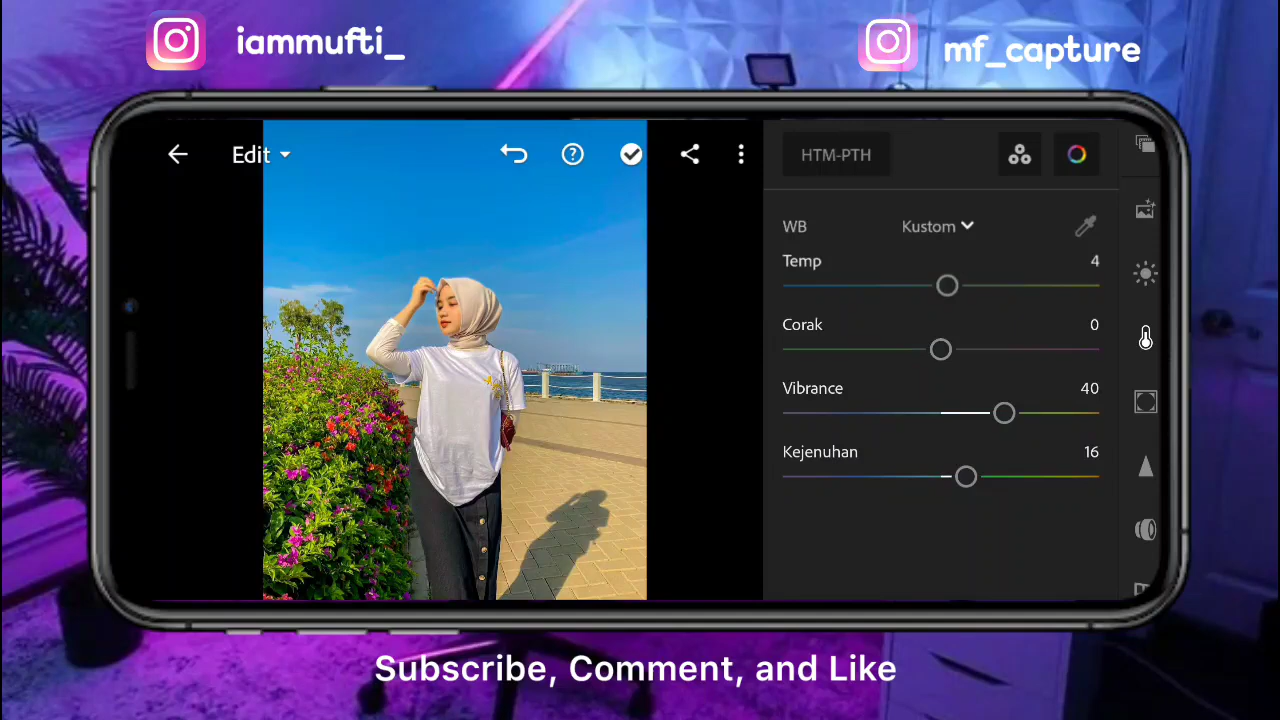 iammufti_
mf_capture
Edit
HTM-PTH
WB
Kustom
Temp
4
Corak
0
Vibrance
40
Kejenuhan
16
Subscribe, Comment, and Like